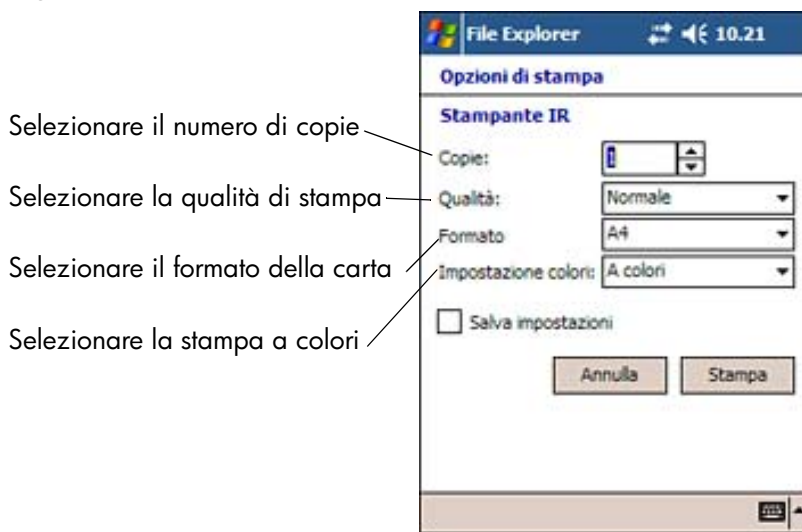 File Explorer 10.21
Opzioni di stampa
Stampante IR
Selezionare il numero di copie
Copie: 1
Selezionare la qualità di stampa
Qualità: Normale
Formato A4
Selezionare il formato della carta
Impostazione colori: A colori
Selezionare la stampa a colori
Salva impostazioni
Annulla Stampa